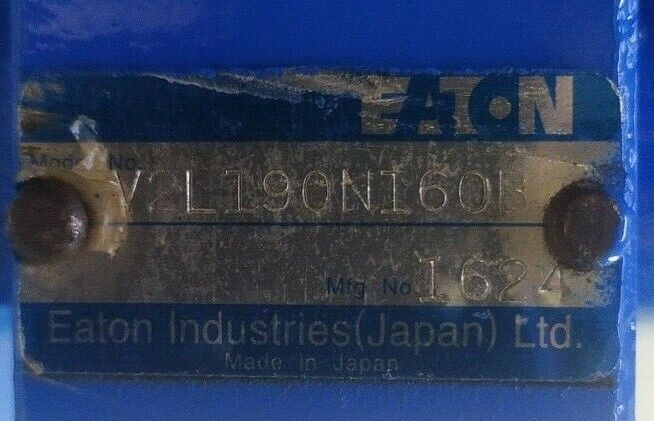 EATON
Model No.
V2L190N160B
Mfg No. 1624
Eaton Industries(Japan) Ltd.
Made in Japan